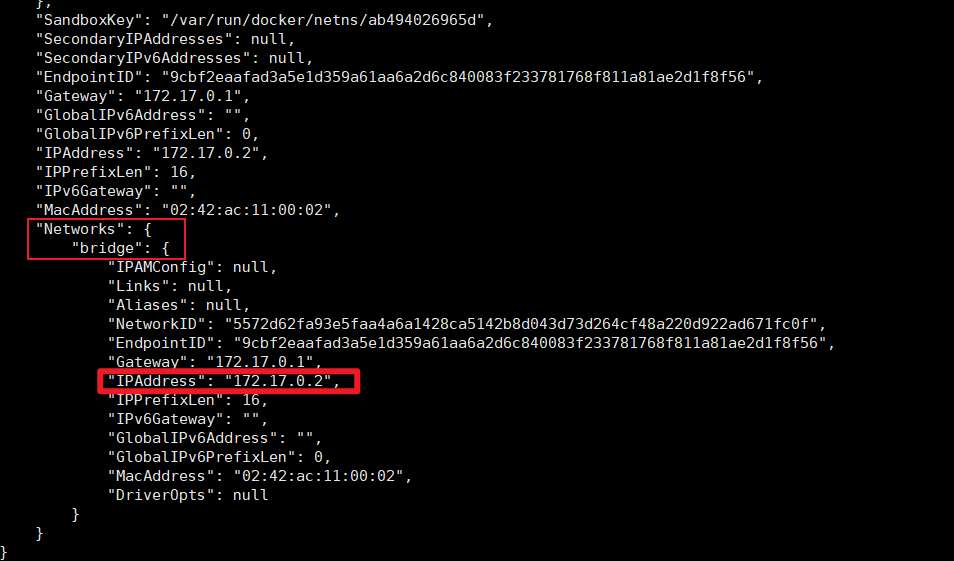 },
"SandboxKey": "/var/run/docker/netns/ab494026965d",
"SecondaryIPAddresses": null,
"SecondaryIPv6Addresses": null,
"EndpointID": "9cbf2eaafad3a5e1d359a61aa6a2d6c840083f233781768f811a81ae2d1f8f56",
"Gateway": "172.17.0.1",
"GlobalIPv6Address": "",
"GlobalIPv6PrefixLen": 0,
"IPAddress": "172.17.0.2",
"IPPrefixLen": 16,
"IPv6Gateway": "",
"MacAddress": "02:42:ac:11:00:02",
"Networks": {
"bridge": {
"IPAMConfig": null,
"Links": null,
"Aliases": null,
"NetworkID": "5572d62fa93e5faa4a6a1428ca5142b8d043d73d264cf48a220d922ad671fc0f",
"EndpointID": "9cbf2eaafad3a5e1d359a61aa6a2d6c840083f233781768f811a81ae2d1f8f56",
"Gateway": "172.17.0.1",
"IPAddress": "172.17.0.2",
"IPPrefixLen": 16,
"IPv6Gateway": "",
"GlobalIPv6Address": "",
"GlobalIPv6PrefixLen": 0,
"MacAddress": "02:42:ac:11:00:02",
"DriverOpts": null
}
}
}